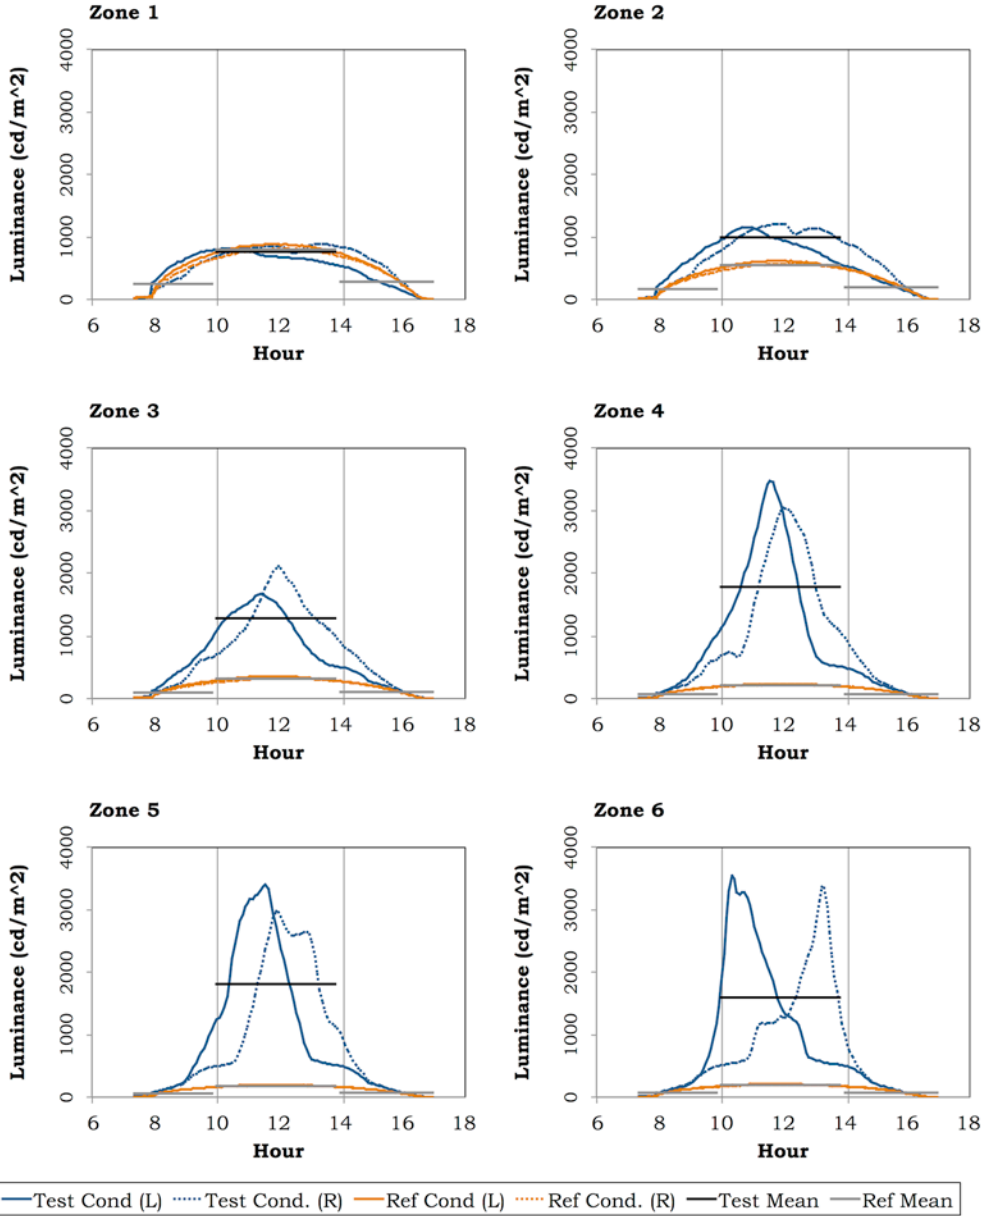 Zone 1
Luminance (cd/m^2)
4000
3000
2000
1000
0
6 8 10 12 14 16 18
Hour
Zone 2
Luminance (cd/m^2)
4000
3000
2000
1000
0
6 8 10 12 14 16 18
Hour
Zone 3
Luminance (cd/m^2)
4000
3000
2000
1000
0
6 8 10 12 14 16 18
Hour
Zone 4
Luminance (cd/m^2)
4000
3000
2000
1000
0
6 8 10 12 14 16 18
Hour
Zone 5
Luminance (cd/m^2)
4000
3000
2000
1000
0
6 8 10 12 14 16 18
Hour
Zone 6
Luminance (cd/m^2)
4000
3000
2000
1000
0
6 8 10 12 14 16 18
Hour
Test Cond (L) Test Cond. (R) Ref Cond (L) Ref Cond. (R) Test Mean Ref Mean